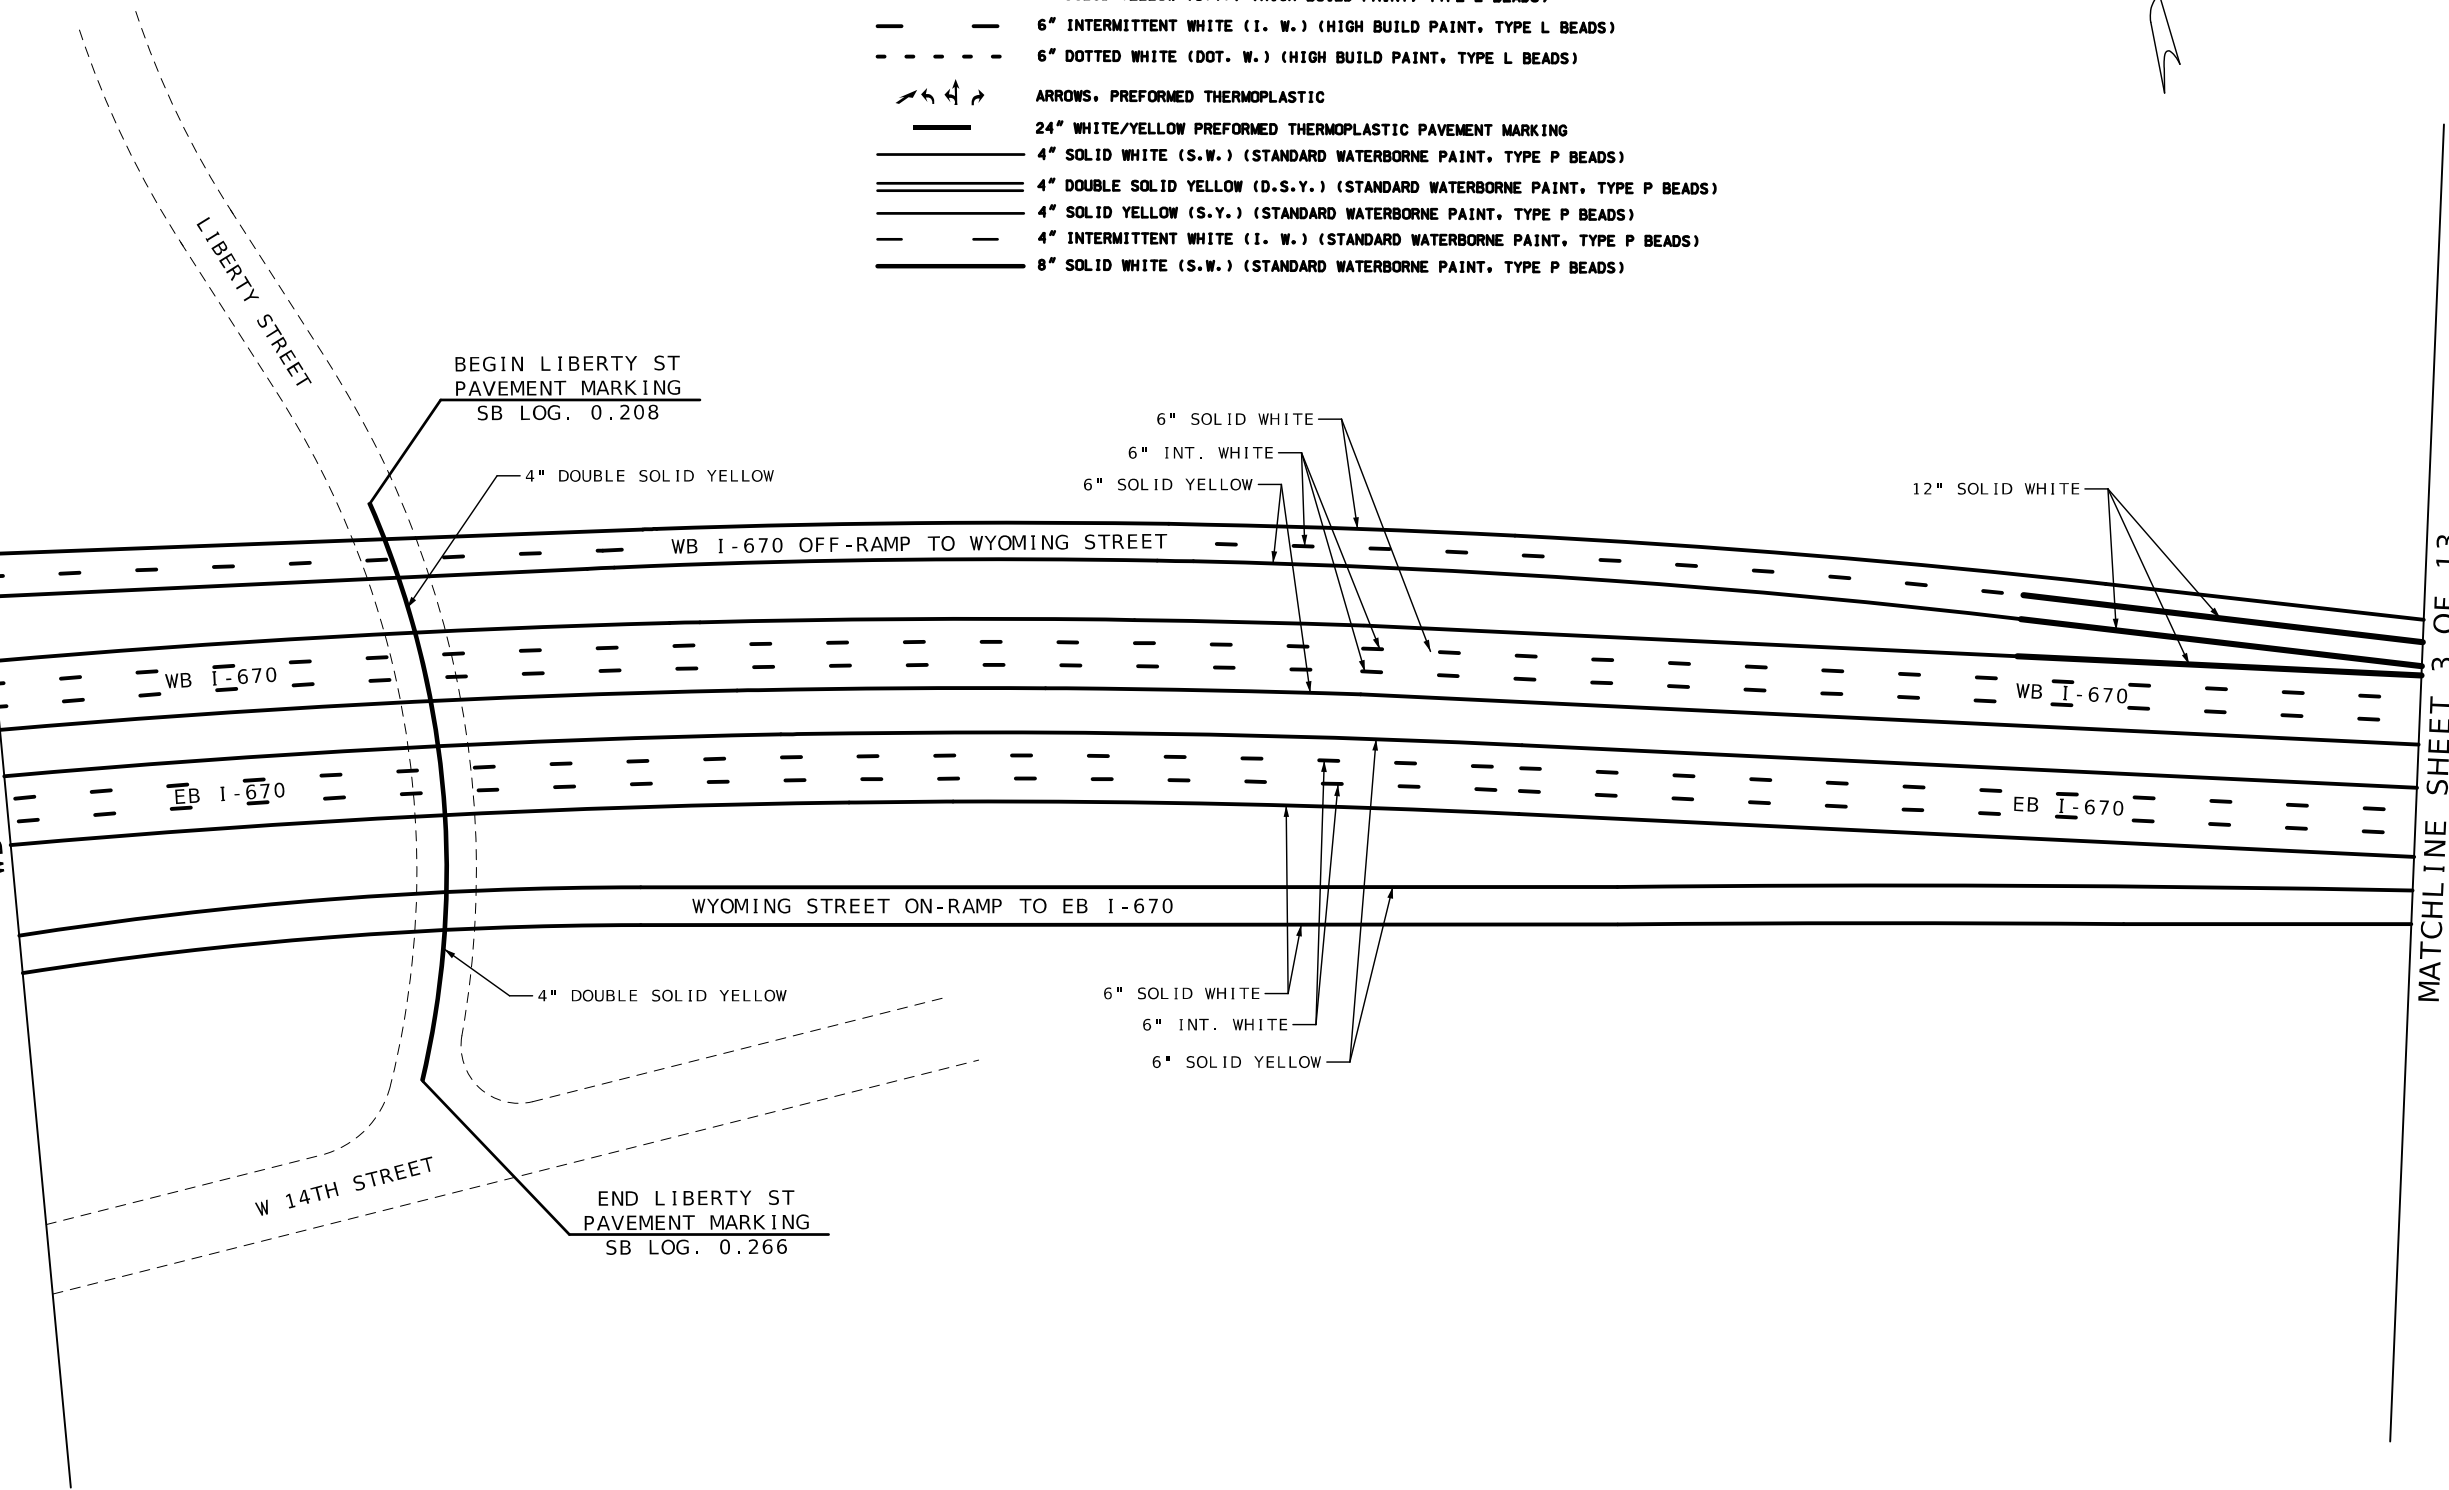 6" INTERMITTENT WHITE (I. W.) (HIGH BUILD PAINT, TYPE L BEADS)
6" DOTTED WHITE (DOT. W.) (HIGH BUILD PAINT, TYPE L BEADS)
ARROWS, PREFORMED THERMOPLASTIC
24" WHITE/YELLOW PREFORMED THERMOPLASTIC PAVEMENT MARKING
4" SOLID WHITE (S.W.) (STANDARD WATERBORNE PAINT, TYPE P BEADS)
4" DOUBLE SOLID YELLOW (D.S.Y.) (STANDARD WATERBORNE PAINT, TYPE P BEADS)
4" SOLID YELLOW (S.Y.) (STANDARD WATERBORNE PAINT, TYPE P BEADS)
4" INTERMITTENT WHITE (I. W.) (STANDARD WATERBORNE PAINT, TYPE P BEADS)
8" SOLID WHITE (S.W.) (STANDARD WATERBORNE PAINT, TYPE P BEADS)
LIBERTY STREET
BEGIN LIBERTY ST
PAVEMENT MARKING
SB LOG. 0.208
4" DOUBLE SOLID YELLOW
6" SOLID WHITE
6" INT. WHITE
6" SOLID YELLOW
12" SOLID WHITE
WB I-670 OFF-RAMP TO WYOMING STREET
WB I-670
WB I-670
EB I-670
EB I-670
WYOMING STREET ON-RAMP TO EB I-670
4" DOUBLE SOLID YELLOW
6" SOLID WHITE
6" INT. WHITE
6" SOLID YELLOW
W 14TH STREET
END LIBERTY ST
PAVEMENT MARKING
SB LOG. 0.266
MATCHLINE SHEET 3 OF 13